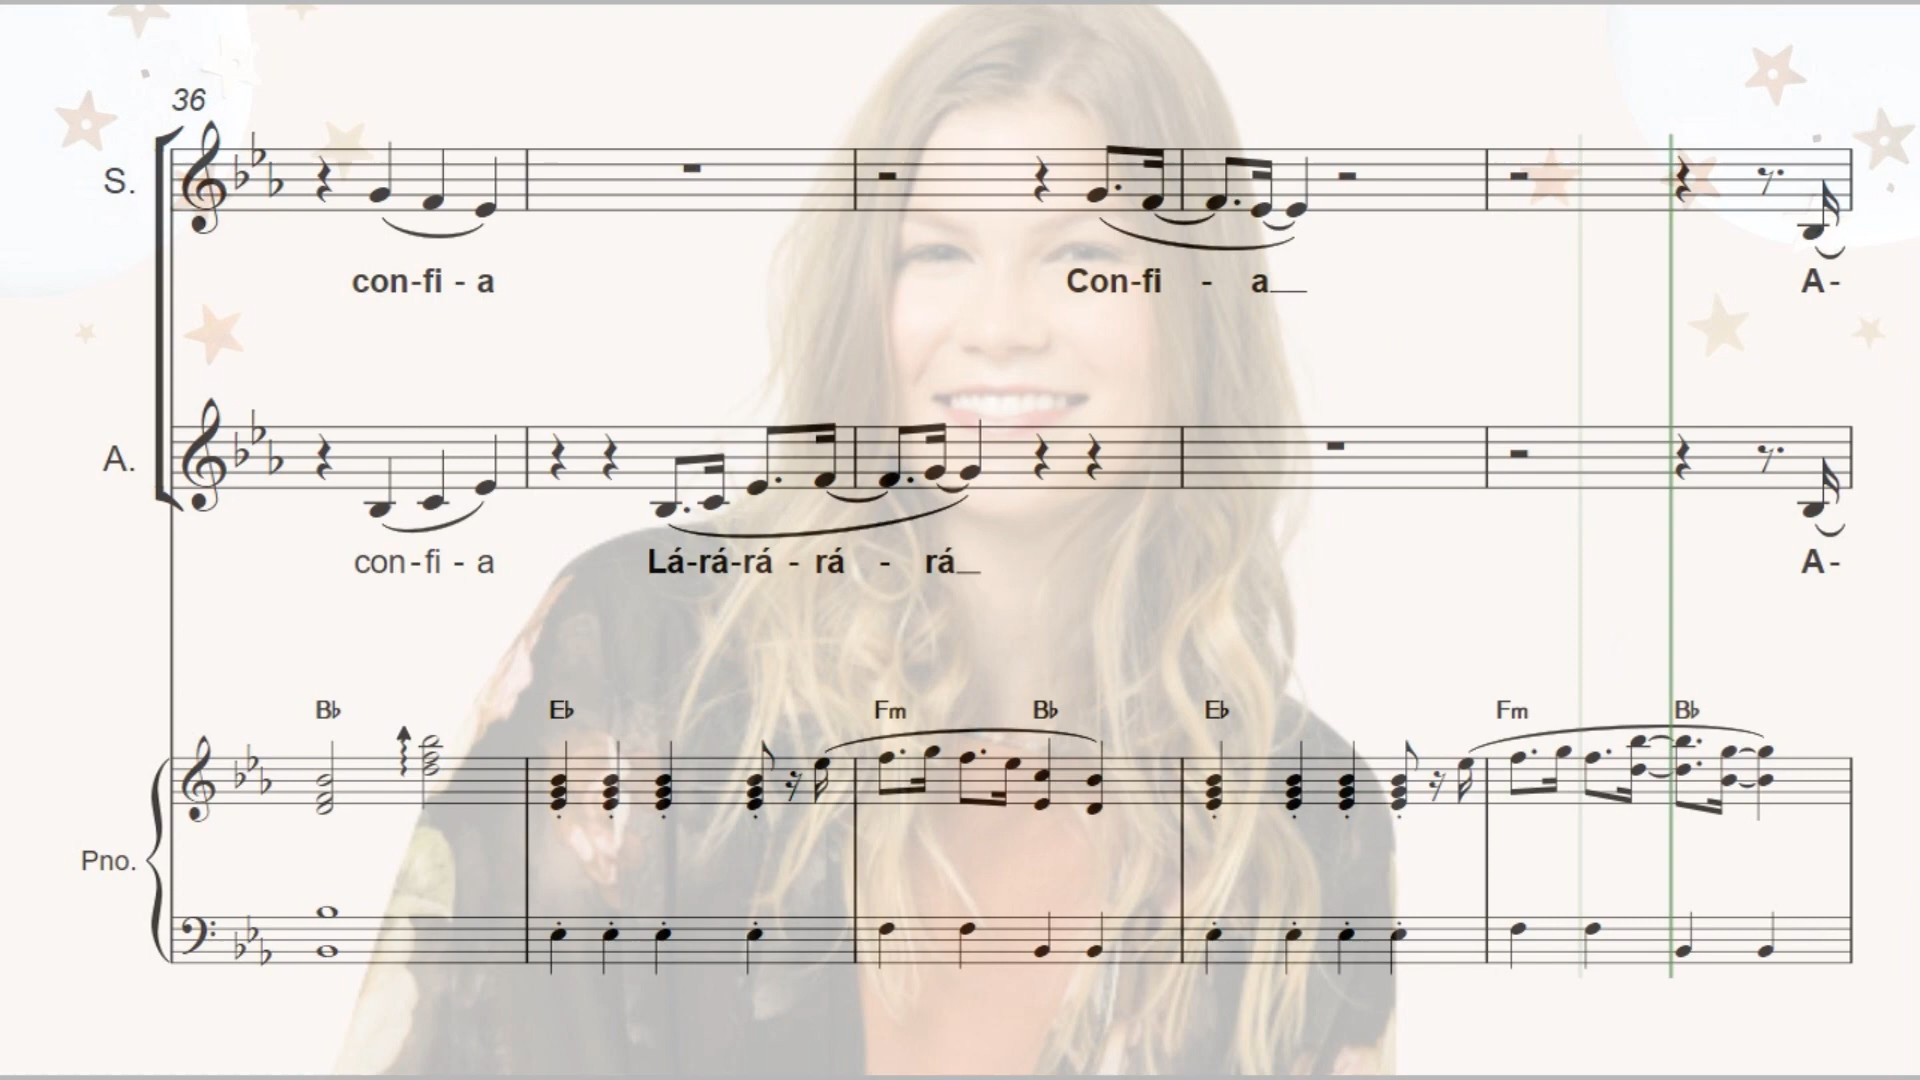 36
S.
con-fi - a Con-fi - a A-
A.
con-fi - a Lá-rá-rá - rá - rá A-
B♭ E♭ Fm B♭ E♭ Fm B♭
Pno.